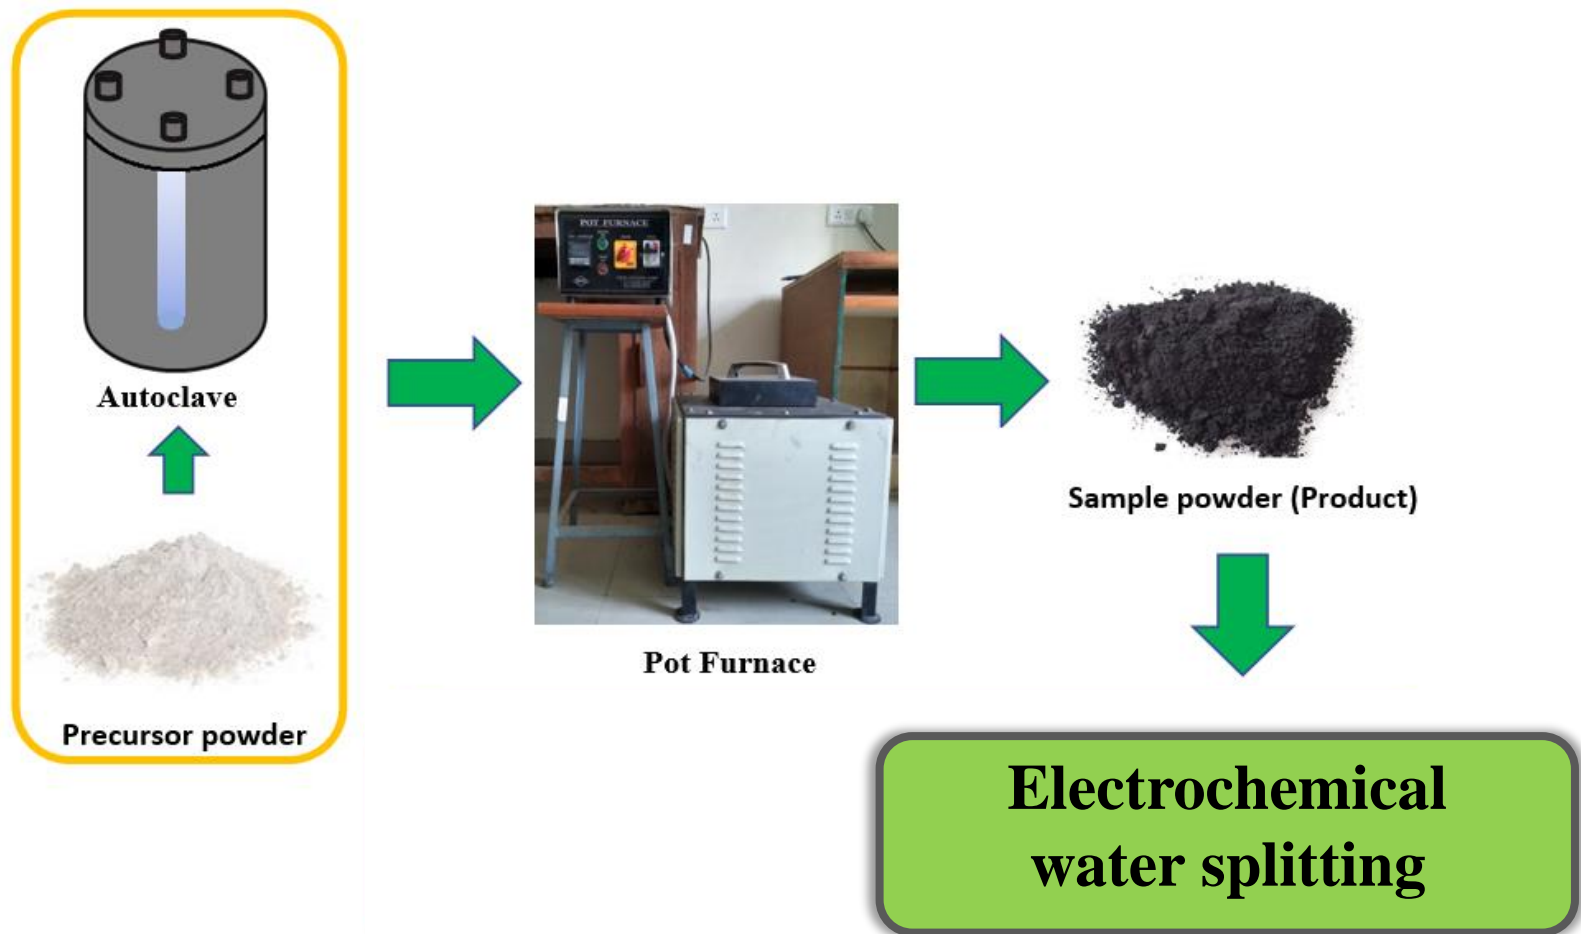 Autoclave
Precursor powder
POT FURNACE
Pot Furnace
Sample powder (Product)
Electrochemical
water splitting